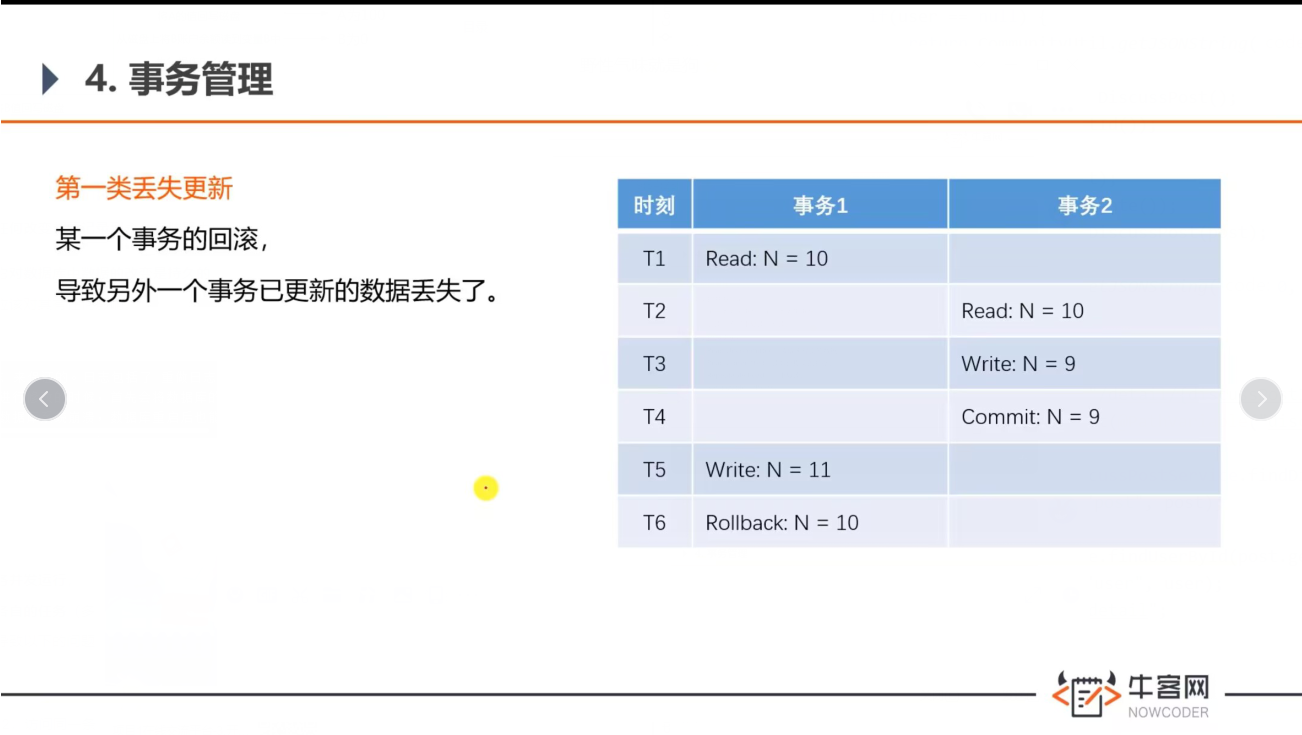 4. 事务管理
第一类丢失更新
某一个事务的回滚，
导致另外一个事务已更新的数据丢失了。
时刻 事务1 事务2
T1 Read: N = 10
T2 Read: N = 10
T3 Write: N = 9
T4 Commit: N = 9
T5 Write: N = 11
T6 Rollback: N = 10
牛客网
NOWCODER